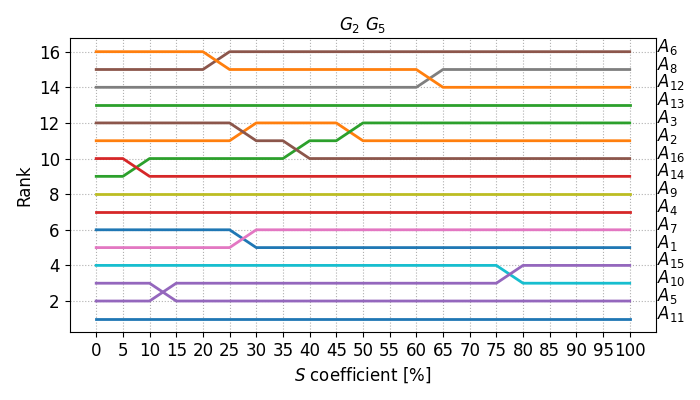 G₂ G₅
16
14
12
10
8
6
4
2
Rank
A₆
A₈
A₁₂
A₁₃
A₃
A₂
A₁₆
A₁₄
A₉
A₄
A₇
A₁
A₁₅
A₁₀
A₅
A₁₁
0 5 10 15 20 25 30 35 40 45 50 55 60 65 70 75 80 85 90 95 100
S coefficient [%]